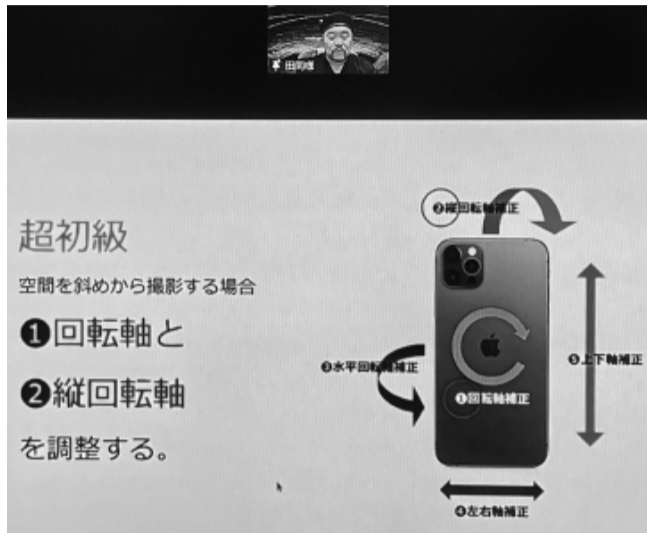 超初級
空間を斜めから撮影する場合
❶回転軸と
❷縦回転軸
を調整する。
❷縦回転軸補正
❸水平回転軸補正
❶回転軸補正
❺上下軸補正
❹左右軸補正